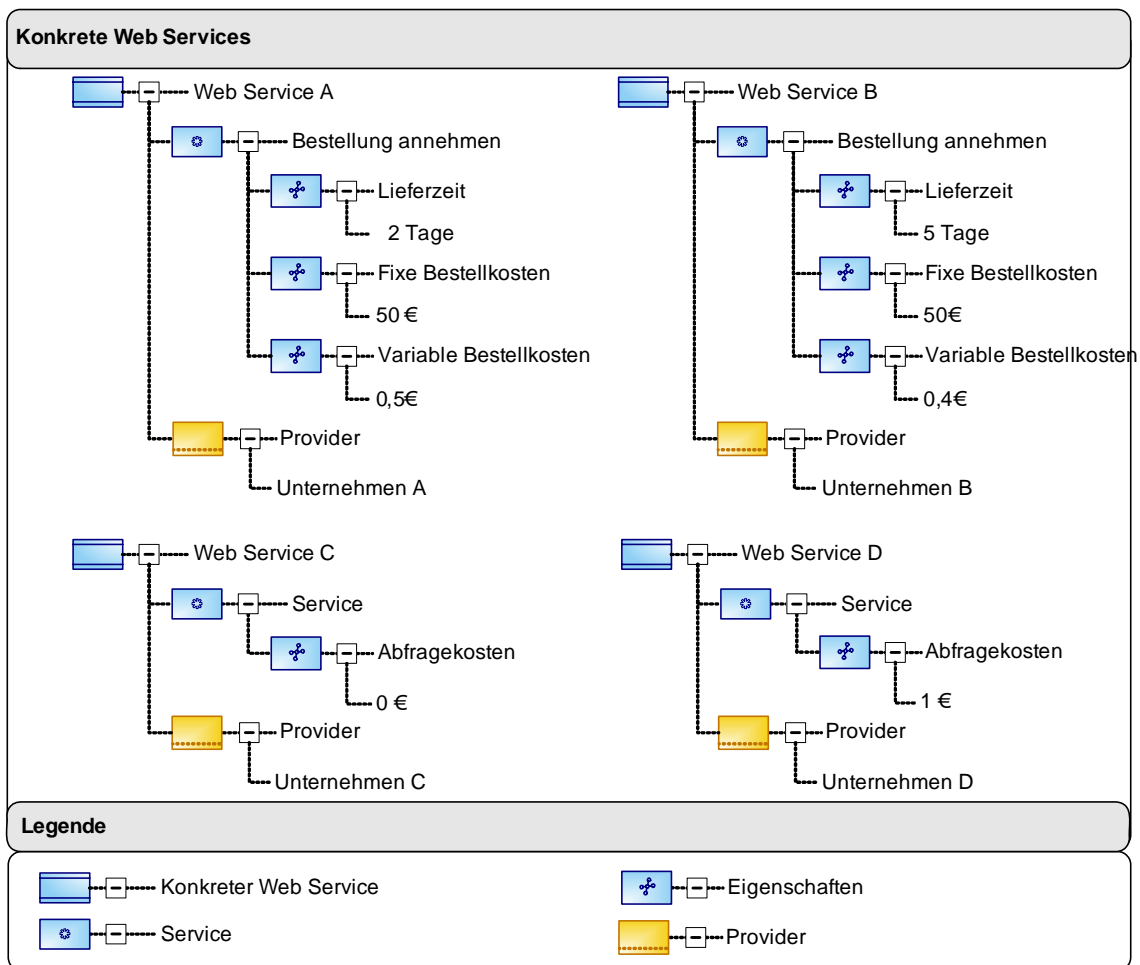 Konkrete Web Services
Web Service A
Bestellung annehmen
Lieferzeit
2 Tage
Fixe Bestellkosten
50 €
Variable Bestellkosten
0,5€
Provider
Unternehmen A
Web Service B
Bestellung annehmen
Lieferzeit
5 Tage
Fixe Bestellkosten
50€
Variable Bestellkosten
0,4€
Provider
Unternehmen B
Web Service C
Service
Abfragekosten
0 €
Provider
Unternehmen C
Web Service D
Service
Abfragekosten
1 €
Provider
Unternehmen D
Legende
Konkreter Web Service
Service
Eigenschaften
Provider